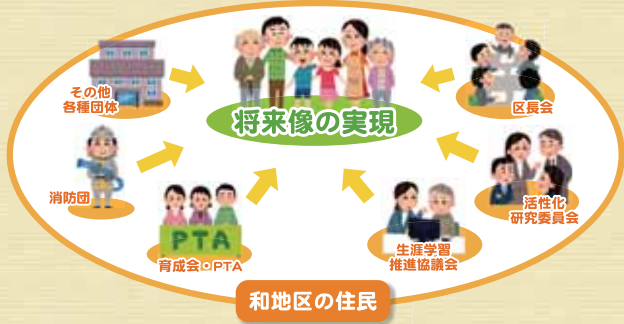 将来像の実現
その他
各種団体
区長会
消防団
活性化
研究委員会
PTA
育成会・PTA
生涯学習
推進協議会
和地区の住民